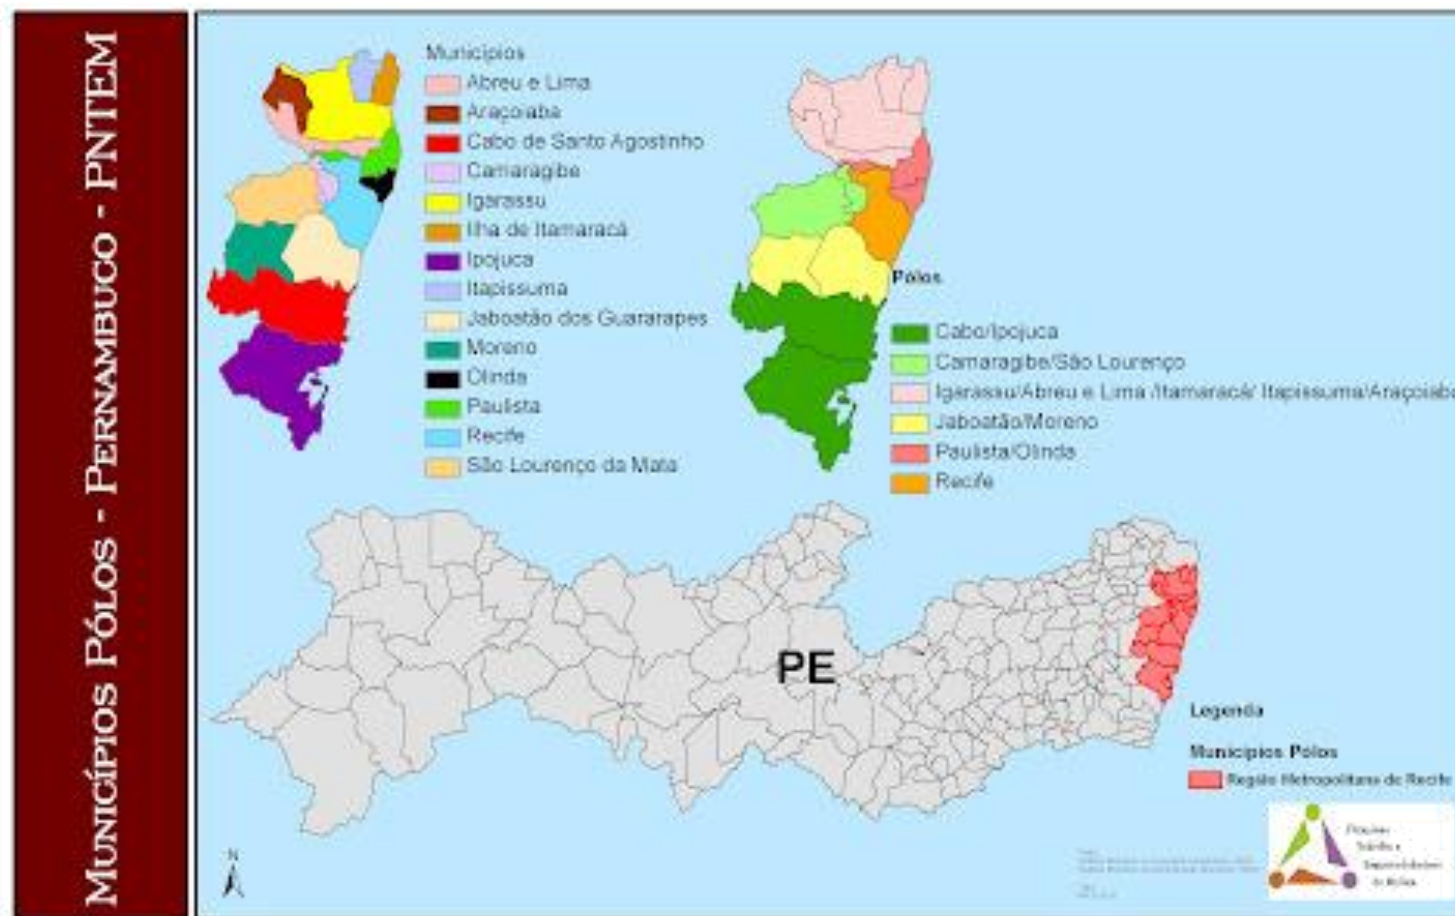 MUNICÍPIOS PÓLOS - PERNAMBUCO - PNTEM
Municípios
Abreu e Lima
Araçoiaba
Cabo de Santo Agostinho
Camaragibe
Igarassu
Ilha de Itamaracá
Ipojuca
Itapissuma
Jaboatão dos Guararapes
Moreno
Olinda
Paulista
Recife
São Lourenço da Mata
Pólos
Cabo/Ipojuca
Camaragibe/São Lourenço
Igarassu/Abreu e Lima /Itamaracá/ Itapissuma/Araçoiaba
Jaboatão/Moreno
Paulista/Olinda
Recife
PE
Legenda
Municípios Pólos
Região Metropolitana de Recife
N